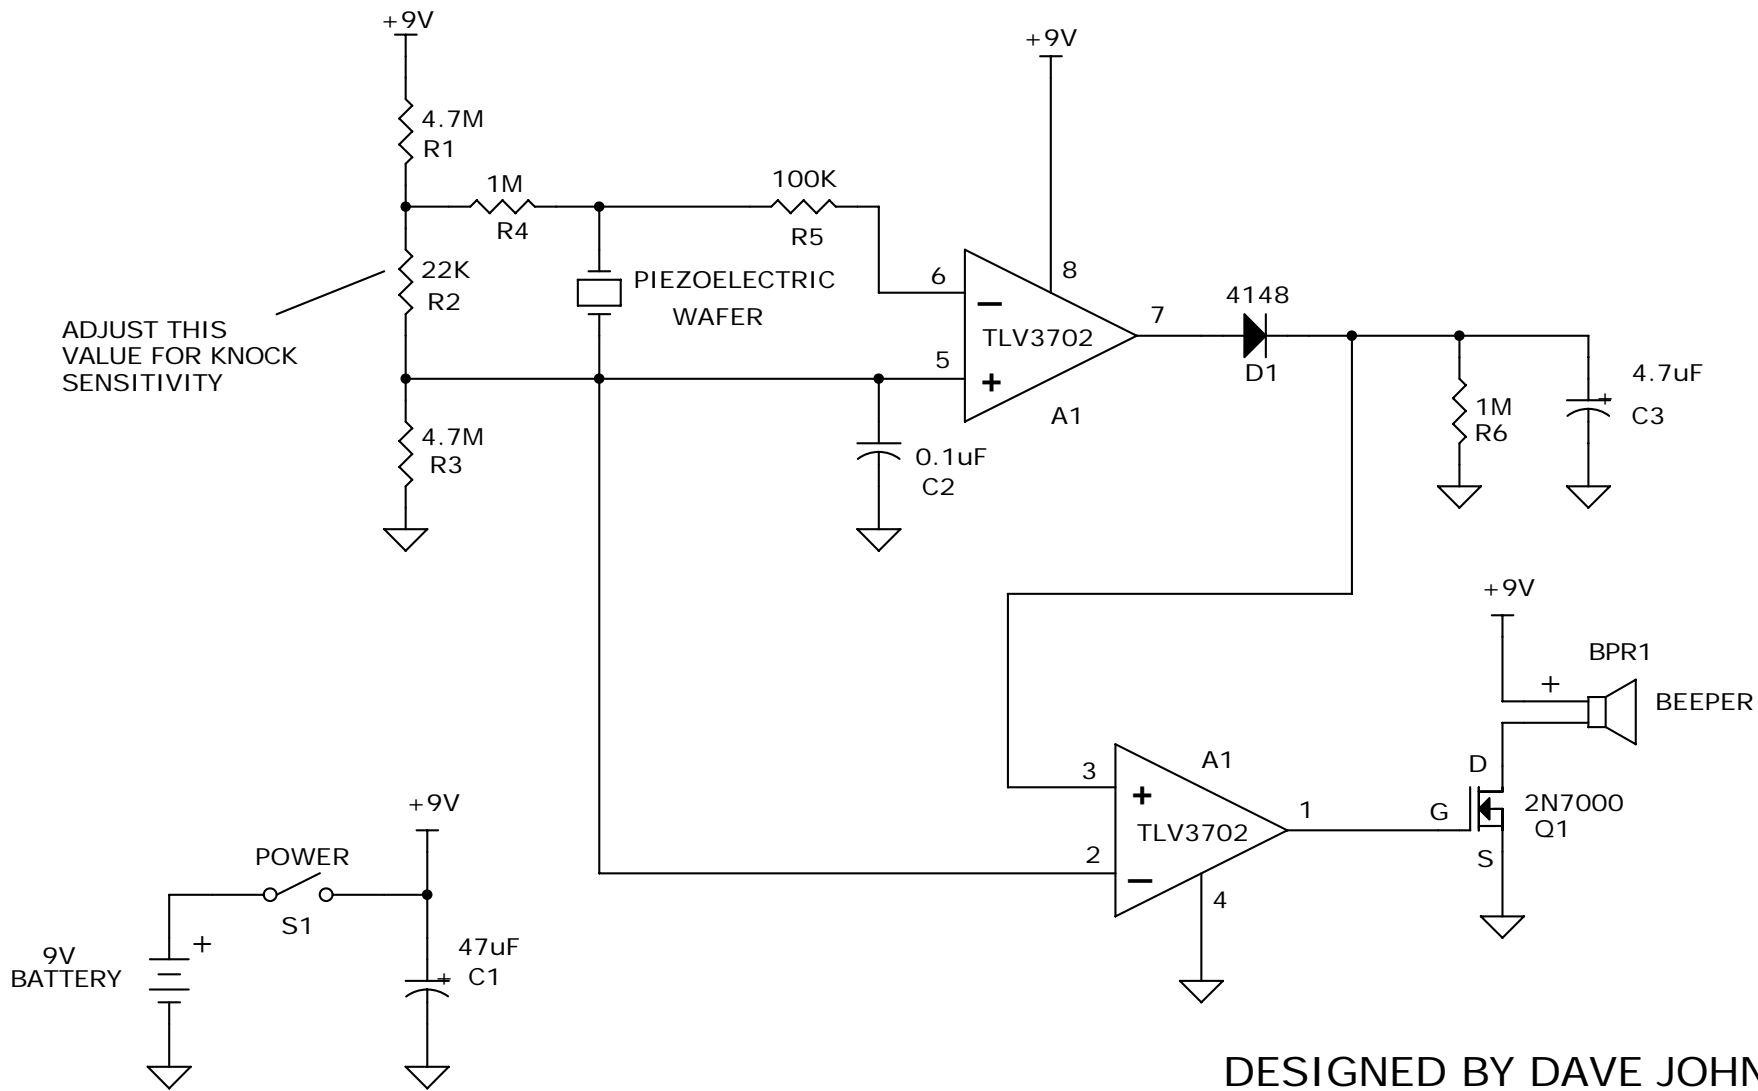 +9V
4.7M
R1
1M
R4
100K
R5
22K
R2
ADJUST THIS
VALUE FOR KNOCK
SENSITIVITY
PIEZOELECTRIC
WAFER
4.7M
R3
0.1uF
C2
+9V
6
8
5
TLV3702
7
A1
4148
D1
1M
R6
+
4.7uF
C3
+9V
BPR1
+
BEEPER
D
G
S
2N7000
Q1
A1
3
+
TLV3702
1
2
4
+9V
POWER
S1
+
9V
BATTERY
47uF
+
C1
DESIGNED BY DAVE JOHN